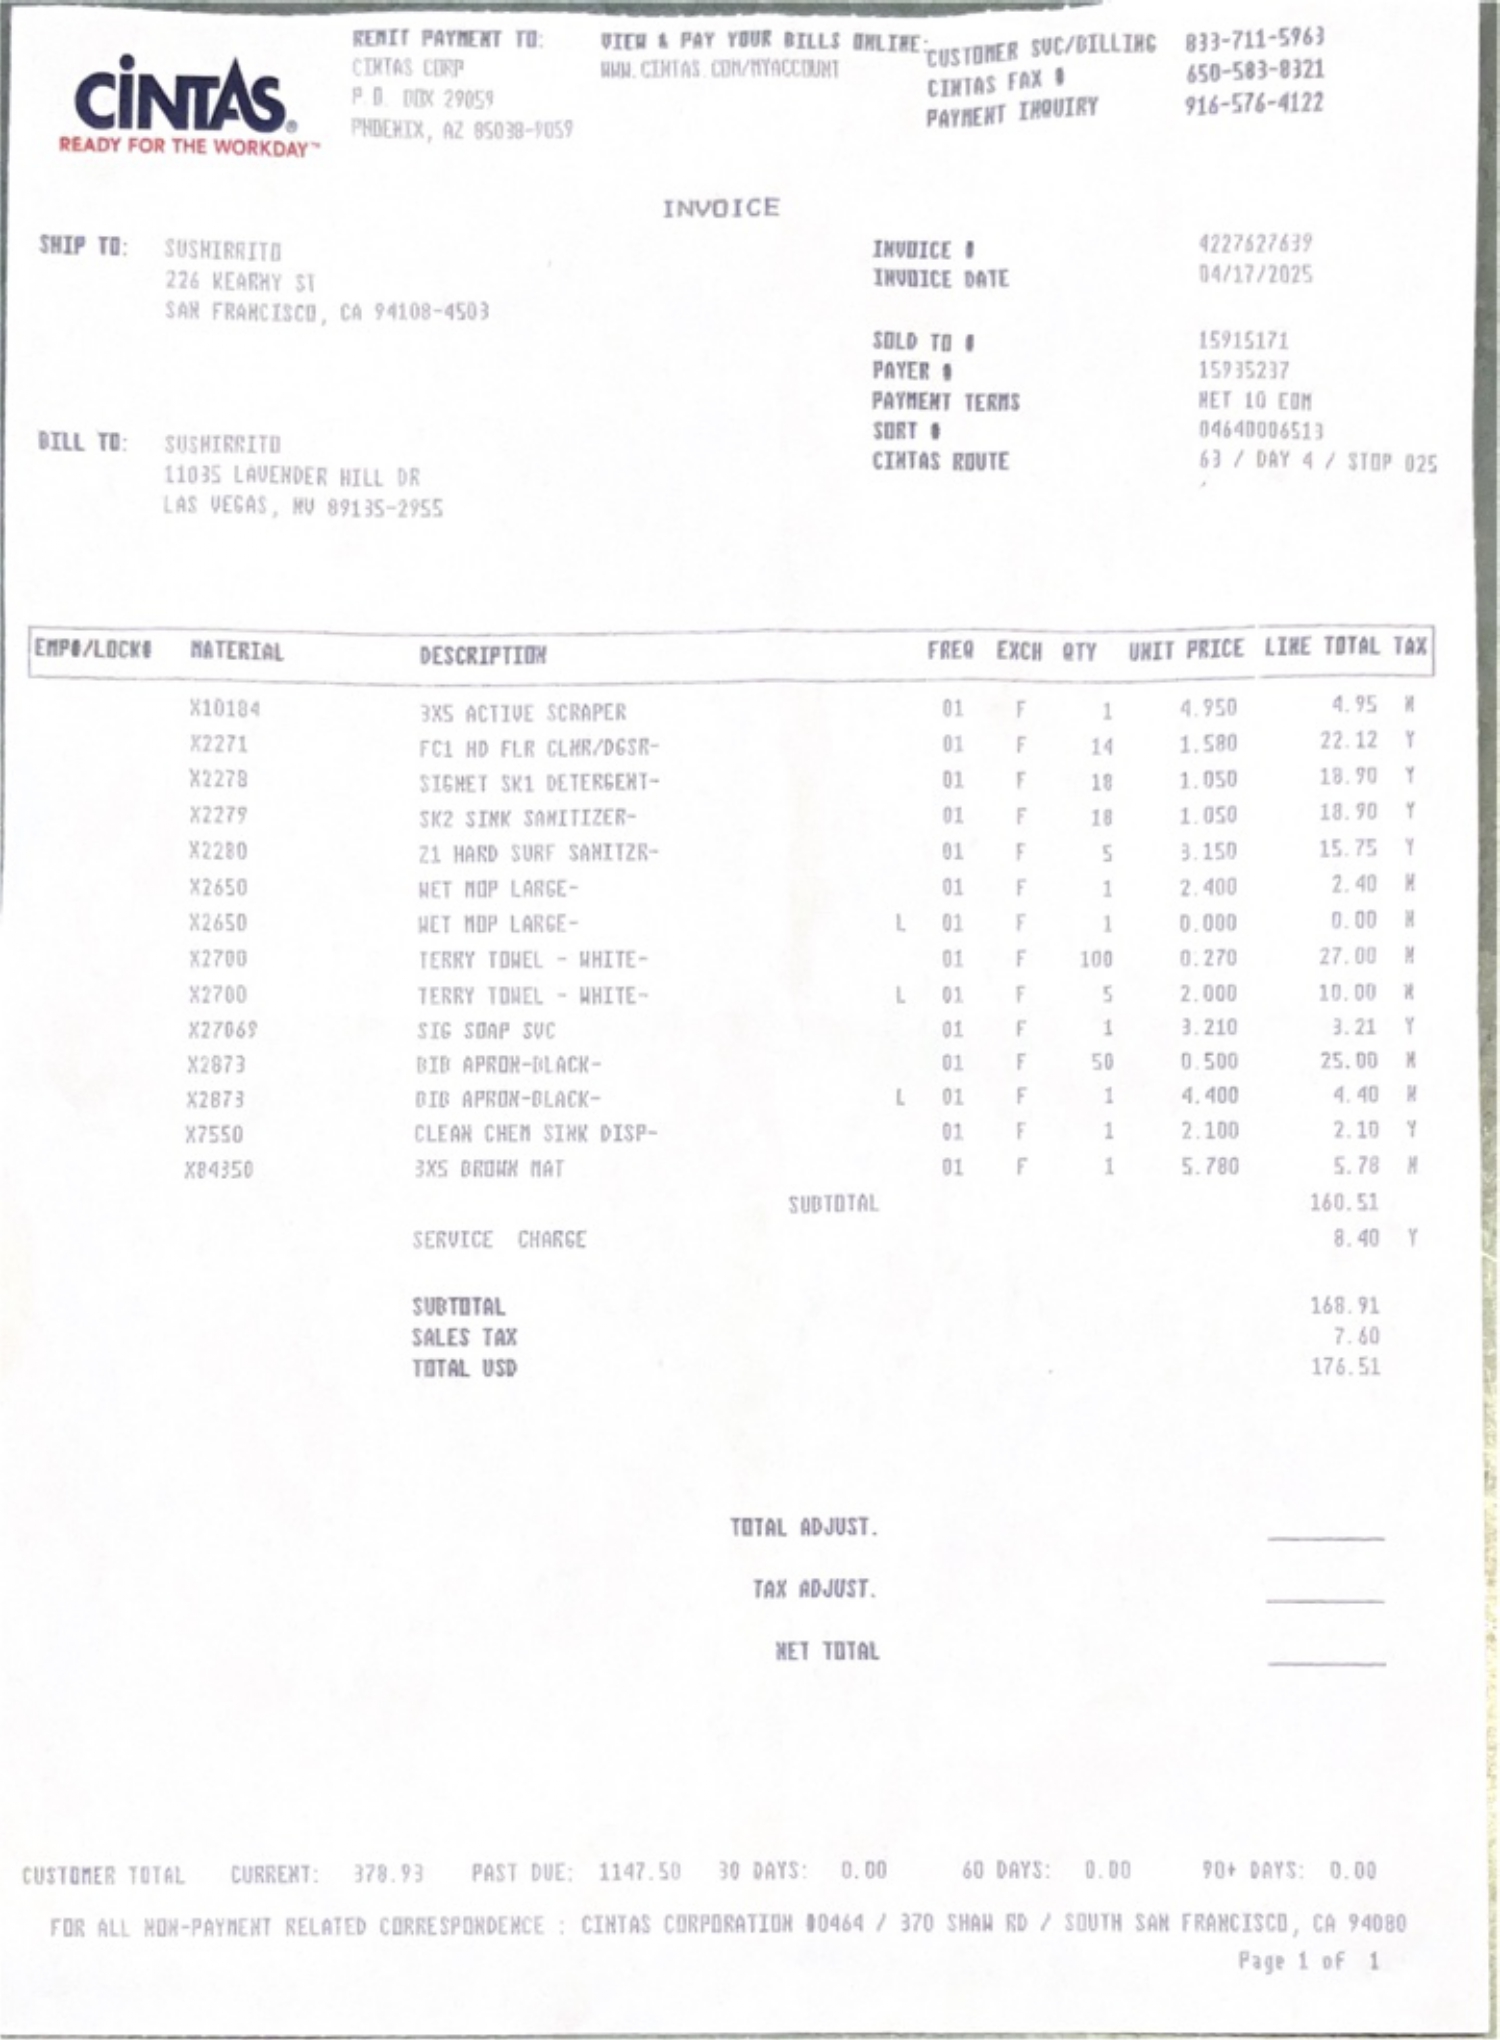 CINTAS®
READY FOR THE WORKDAY™
REMIT PAYMENT TO:
CINTAS CORP
P.O. BOX 29059
PHOENIX, AZ 85038-9059
VIEW & PAY YOUR BILLS ONLINE:
WWW.CINTAS.COM/MYACCOUNT
CUSTOMER SVC/BILLING 833-711-5963
CINTAS FAX # 650-583-8321
PAYMENT INQUIRY 916-576-4122
INVOICE
SHIP TO: SUSHIRRITO
226 KEARNY ST
SAN FRANCISCO, CA 94108-4503
INVOICE # 4227627639
INVOICE DATE 04/17/2025
SOLD TO # 15915171
PAYER # 15935237
PAYMENT TERMS NET 10 EOM
SORT # 04640006513
CINTAS ROUTE 63 / DAY 4 / STOP 025
BILL TO: SUSHIRRITO
11035 LAVENDER HILL DR
LAS VEGAS, NV 89135-2955
EMP#/LOCK# MATERIAL DESCRIPTION FREQ EXCH QTY UNIT PRICE LINE TOTAL TAX
X10184 3X5 ACTIVE SCRAPER 01 F 1 4.950 4.95 N
X2271 FC1 HD FLR CLNR/DGSR- 01 F 14 1.580 22.12 Y
X2278 SIGNET SK1 DETERGENT- 01 F 18 1.050 18.90 Y
X2279 SK2 SINK SANITIZER- 01 F 18 1.050 18.90 Y
X2280 Z1 HARD SURF SANITZR- 01 F 5 3.150 15.75 Y
X2650 WET MOP LARGE- 01 F 1 2.400 2.40 N
X2650 WET MOP LARGE- L 01 F 1 0.000 0.00 N
X2700 TERRY TOWEL - WHITE- 01 F 100 0.270 27.00 N
X2700 TERRY TOWEL - WHITE- L 01 F 5 2.000 10.00 N
X27069 SIG SOAP SVC 01 F 1 3.210 3.21 Y
X2873 BIB APRON-BLACK- 01 F 50 0.500 25.00 N
X2873 BIB APRON-BLACK- L 01 F 1 4.400 4.40 N
X7550 CLEAN CHEM SINK DISP- 01 F 1 2.100 2.10 Y
X84350 3X5 BROWN MAT 01 F 1 5.780 5.78 N
SUBTOTAL 160.51
SERVICE CHARGE 8.40 Y
SUBTOTAL 168.91
SALES TAX 7.60
TOTAL USD 176.51
TOTAL ADJUST.
TAX ADJUST.
NET TOTAL
CUSTOMER TOTAL CURRENT: 378.93 PAST DUE: 1147.50 30 DAYS: 0.00 60 DAYS: 0.00 90+ DAYS: 0.00
FOR ALL NON-PAYMENT RELATED CORRESPONDENCE : CINTAS CORPORATION #0464 / 370 SHAW RD / SOUTH SAN FRANCISCO, CA 94080
Page 1 of 1